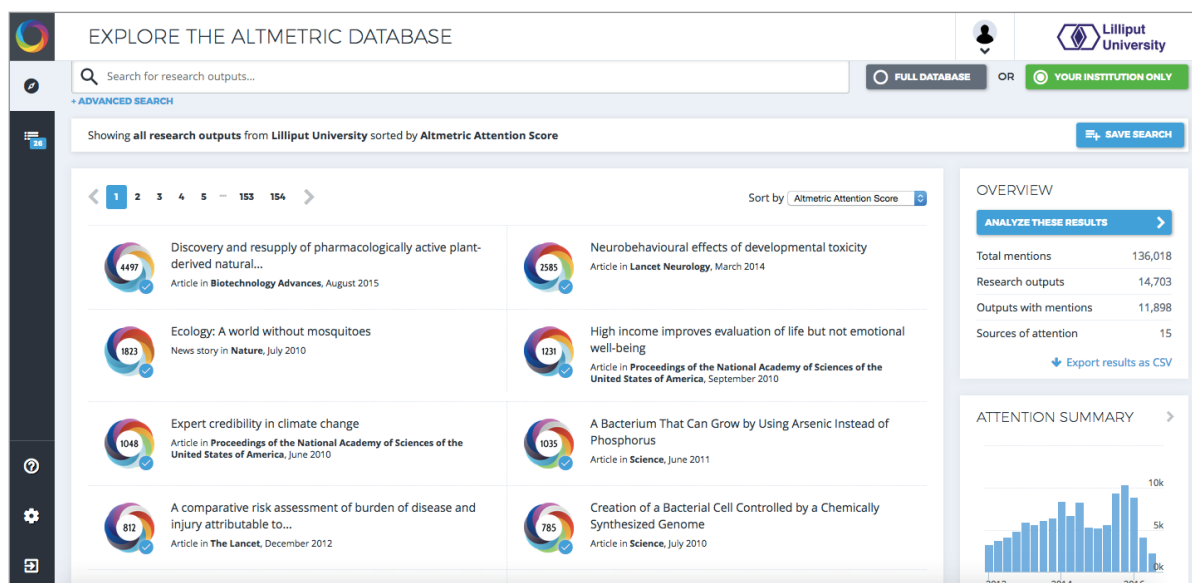 EXPLORE THE ALTMETRIC DATABASE
Lilliput
University
Search for research outputs...
FULL DATABASE
OR
YOUR INSTITUTION ONLY
+ ADVANCED SEARCH
26
Showing all research outputs from Lilliput University sorted by Altmetric Attention Score
SAVE SEARCH
1 2 3 4 5 ... 153 154
Sort by Altmetric Attention Score
4497
Discovery and resupply of pharmacologically active plant-
derived natural...
Article in Biotechnology Advances, August 2015
2585
Neurobehavioural effects of developmental toxicity
Article in Lancet Neurology, March 2014
1823
Ecology: A world without mosquitoes
News story in Nature, July 2010
1231
High income improves evaluation of life but not emotional
well-being
Article in Proceedings of the National Academy of Sciences of the
United States of America, September 2010
1048
Expert credibility in climate change
Article in Proceedings of the National Academy of Sciences of the
United States of America, June 2010
1035
A Bacterium That Can Grow by Using Arsenic Instead of
Phosphorus
Article in Science, June 2011
812
A comparative risk assessment of burden of disease and
injury attributable to...
Article in The Lancet, December 2012
785
Creation of a Bacterial Cell Controlled by a Chemically
Synthesized Genome
Article in Science, July 2010
OVERVIEW
ANALYZE THESE RESULTS
Total mentions 136,018
Research outputs 14,703
Outputs with mentions 11,898
Sources of attention 15
Export results as CSV
ATTENTION SUMMARY
10k
5k
0k
2012 2014 2016